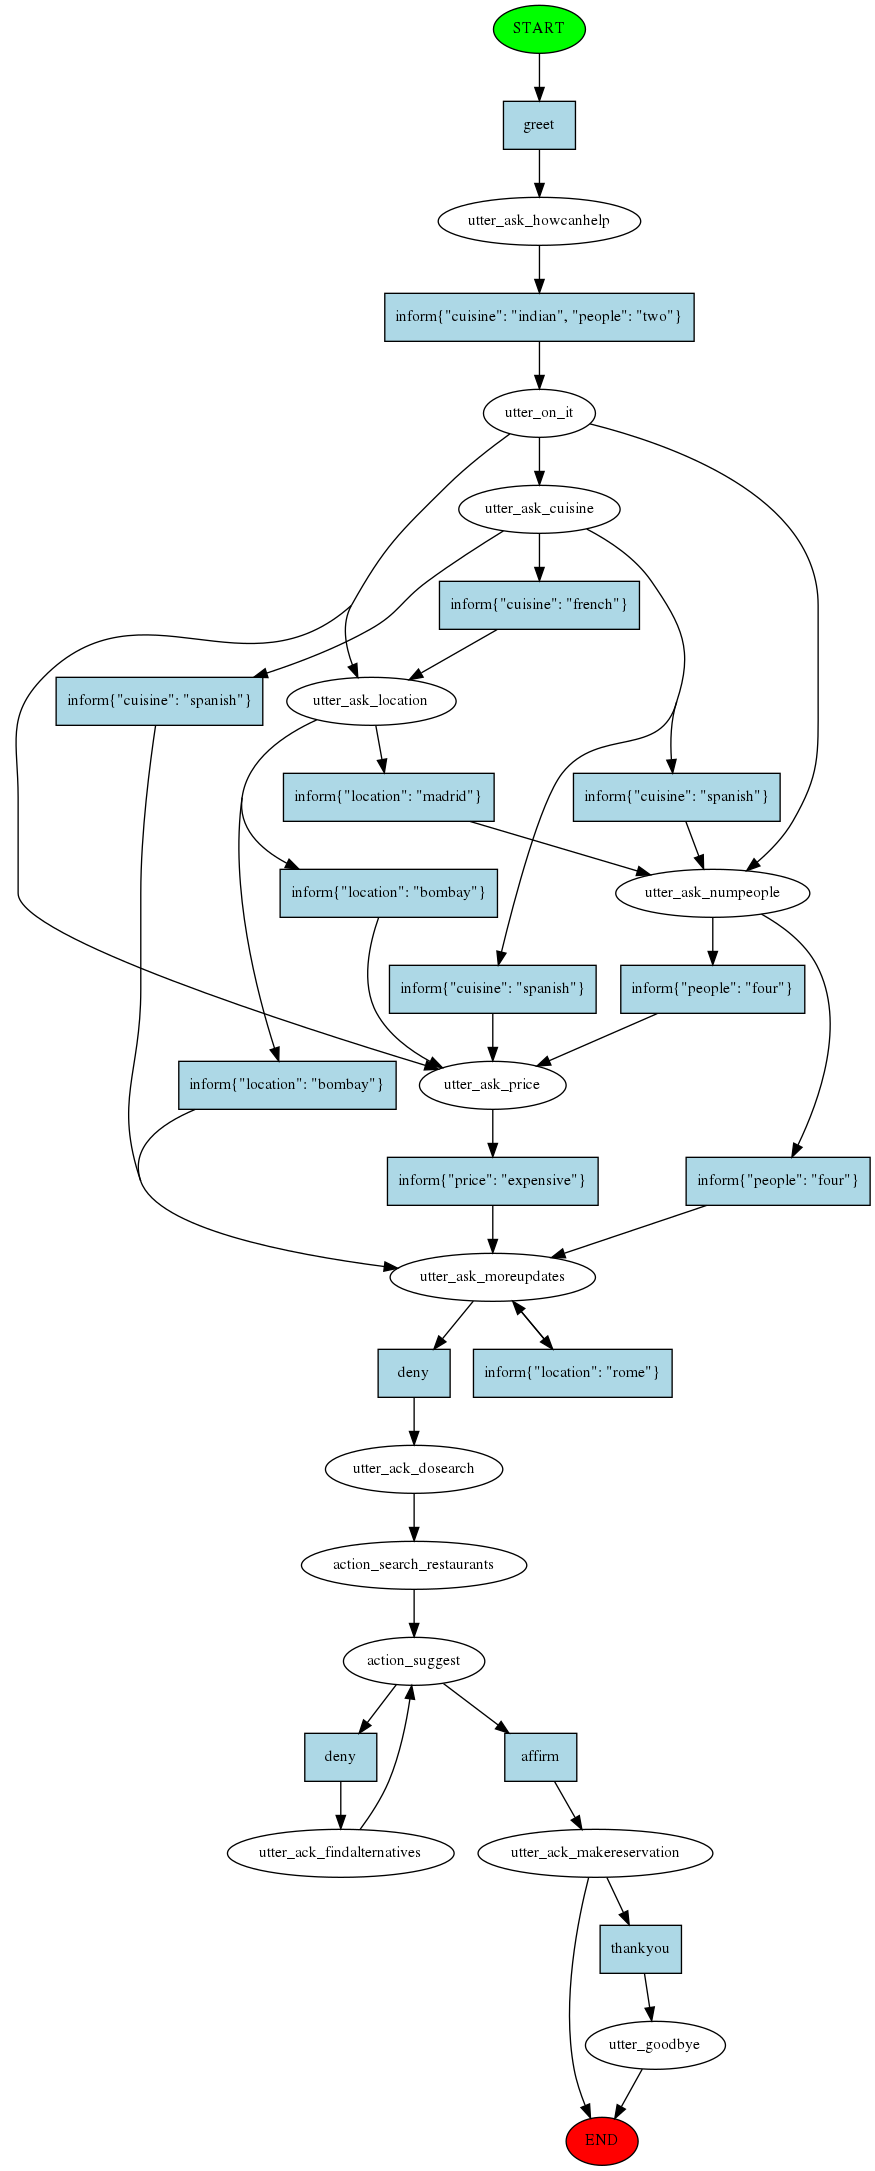 START
greet
utter_ask_howcanhelp
inform{"cuisine": "indian", "people": "two"}
utter_on_it
utter_ask_cuisine
inform{"cuisine": "french"}
inform{"cuisine": "spanish"}
utter_ask_location
inform{"location": "madrid"}
inform{"cuisine": "spanish"}
inform{"location": "bombay"}
utter_ask_numpeople
inform{"cuisine": "spanish"}
inform{"people": "four"}
inform{"location": "bombay"}
utter_ask_price
inform{"price": "expensive"}
inform{"people": "four"}
utter_ask_moreupdates
deny
inform{"location": "rome"}
utter_ack_dosearch
action_search_restaurants
action_suggest
deny
affirm
utter_ack_findalternatives
utter_ack_makereservation
thankyou
utter_goodbye
END